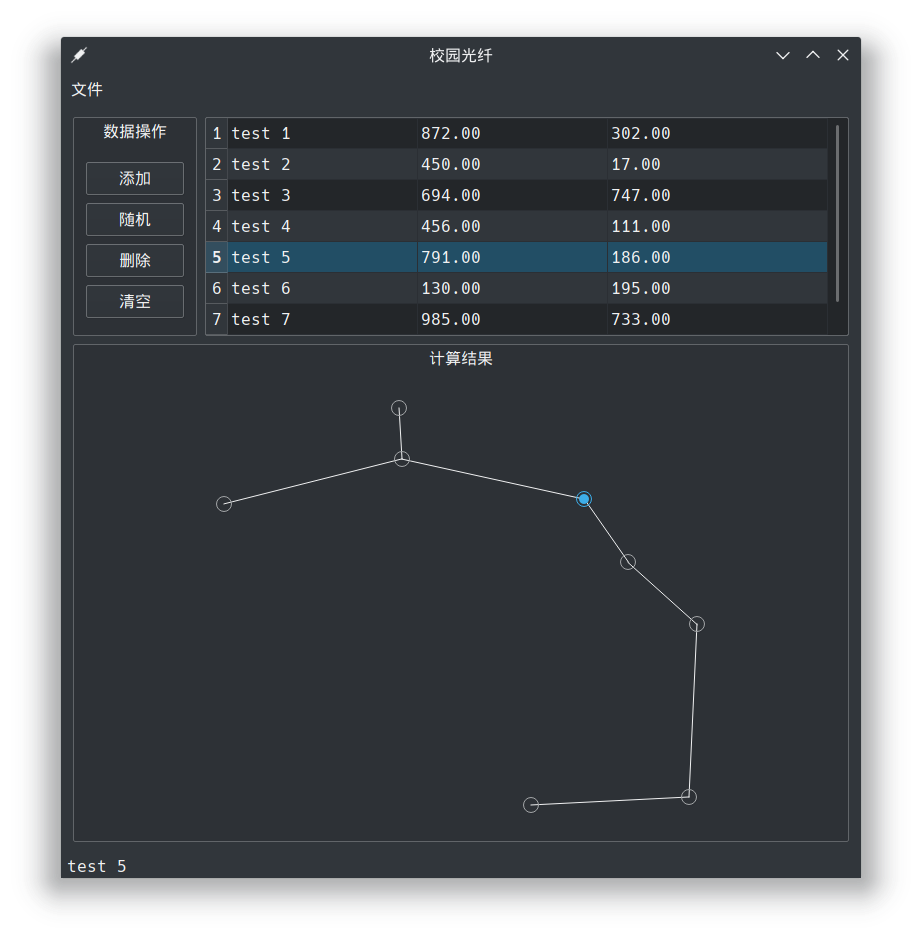 校园光纤
文件
数据操作
添加
随机
删除
清空
1 test 1 872.00 302.00
2 test 2 450.00 17.00
3 test 3 694.00 747.00
4 test 4 456.00 111.00
5 test 5 791.00 186.00
6 test 6 130.00 195.00
7 test 7 985.00 733.00
计算结果
test 5